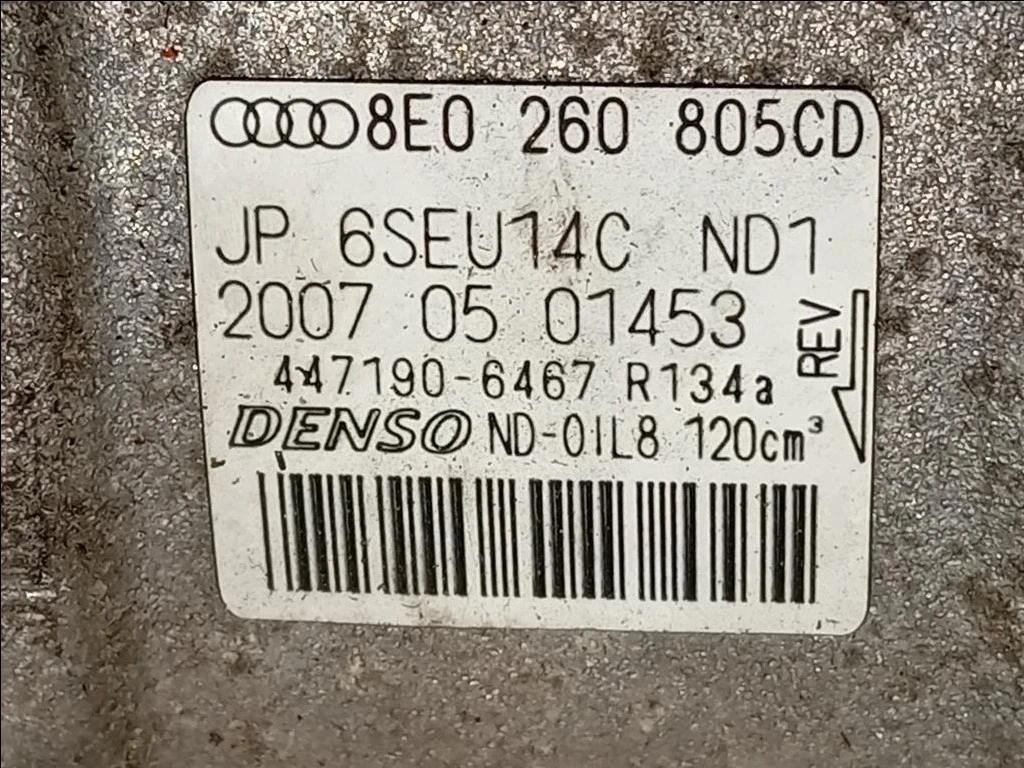 8E0 260 805CD
JP 6SEU14C ND1
2007 05 01453
447190-6467 R134a
DENSO ND-OIL8 120cm³
REV